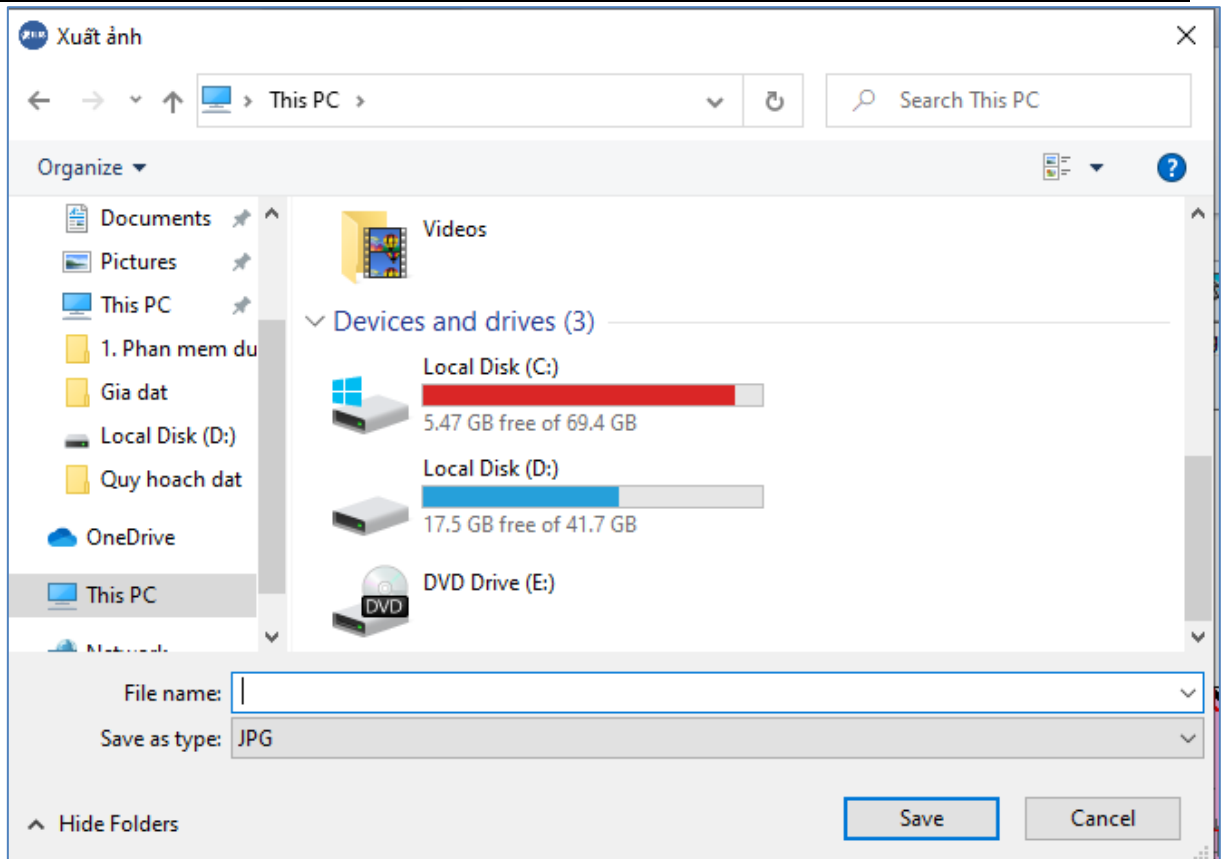 Xuất ảnh
This PC
Search This PC
Organize
Documents
Pictures
This PC
1. Phan mem du
Gia dat
Local Disk (D:)
Quy hoach dat
OneDrive
This PC
Network
Videos
Devices and drives (3)
Local Disk (C:)
5.47 GB free of 69.4 GB
Local Disk (D:)
17.5 GB free of 41.7 GB
DVD Drive (E:)
DVD
File name:
Save as type: JPG
Hide Folders
Save
Cancel